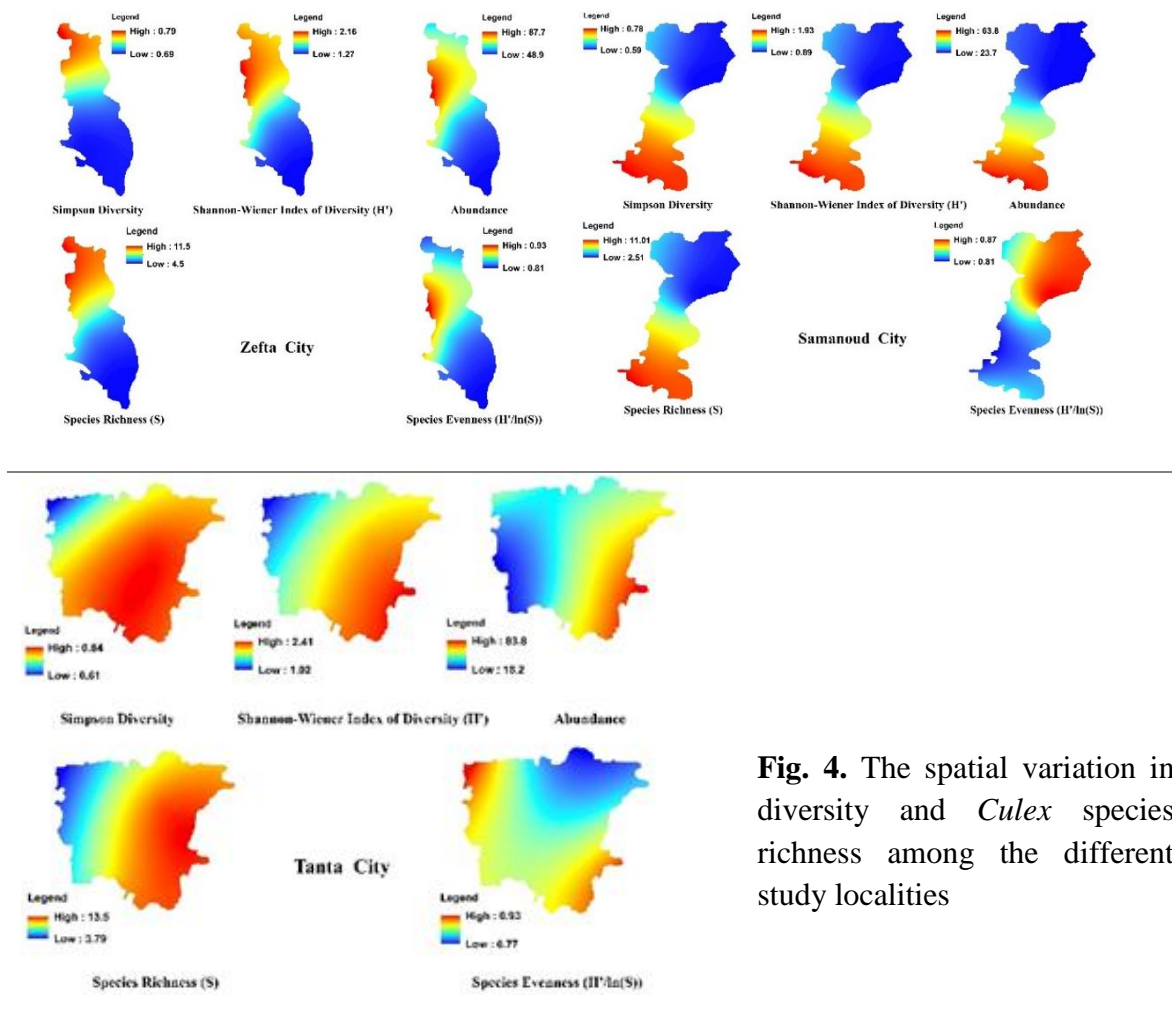 Legend
High : 0.79
Low : 0.69
Simpson Diversity
Legend
High : 2.16
Low : 1.27
Shannon-Wiener Index of Diversity (H')
Legend
High : 87.7
Low : 48.9
Abundance
Legend
High : 0.78
Low : 0.59
Simpson Diversity
Legend
High : 1.93
Low : 0.89
Shannon-Wiener Index of Diversity (H')
Legend
High : 63.8
Low : 23.7
Abundance
Legend
High : 11.5
Low : 4.5
Species Richness (S)
Zefta City
Legend
High : 0.93
Low : 0.81
Species Evenness (H'/ln(S))
Legend
High : 11.01
Low : 2.51
Species Richness (S)
Samanoud City
Legend
High : 0.87
Low : 0.81
Species Evenness (H'/ln(S))
Legend
High : 0.84
Low : 0.61
Simpson Diversity
Legend
High : 2.41
Low :
Shannon-Wiener Index of Diversity (H')
Legend
High : 83.8
Low :
Abundance
Legend
High : 13.5
Low : 3.79
Species Richness (S)
Tanta City
Legend
High : 0.93
Low : 0.77
Species Evenness (H'/ln(S))
Fig. 4. The spatial variation in
diversity and Culex species
richness among the different
study localities